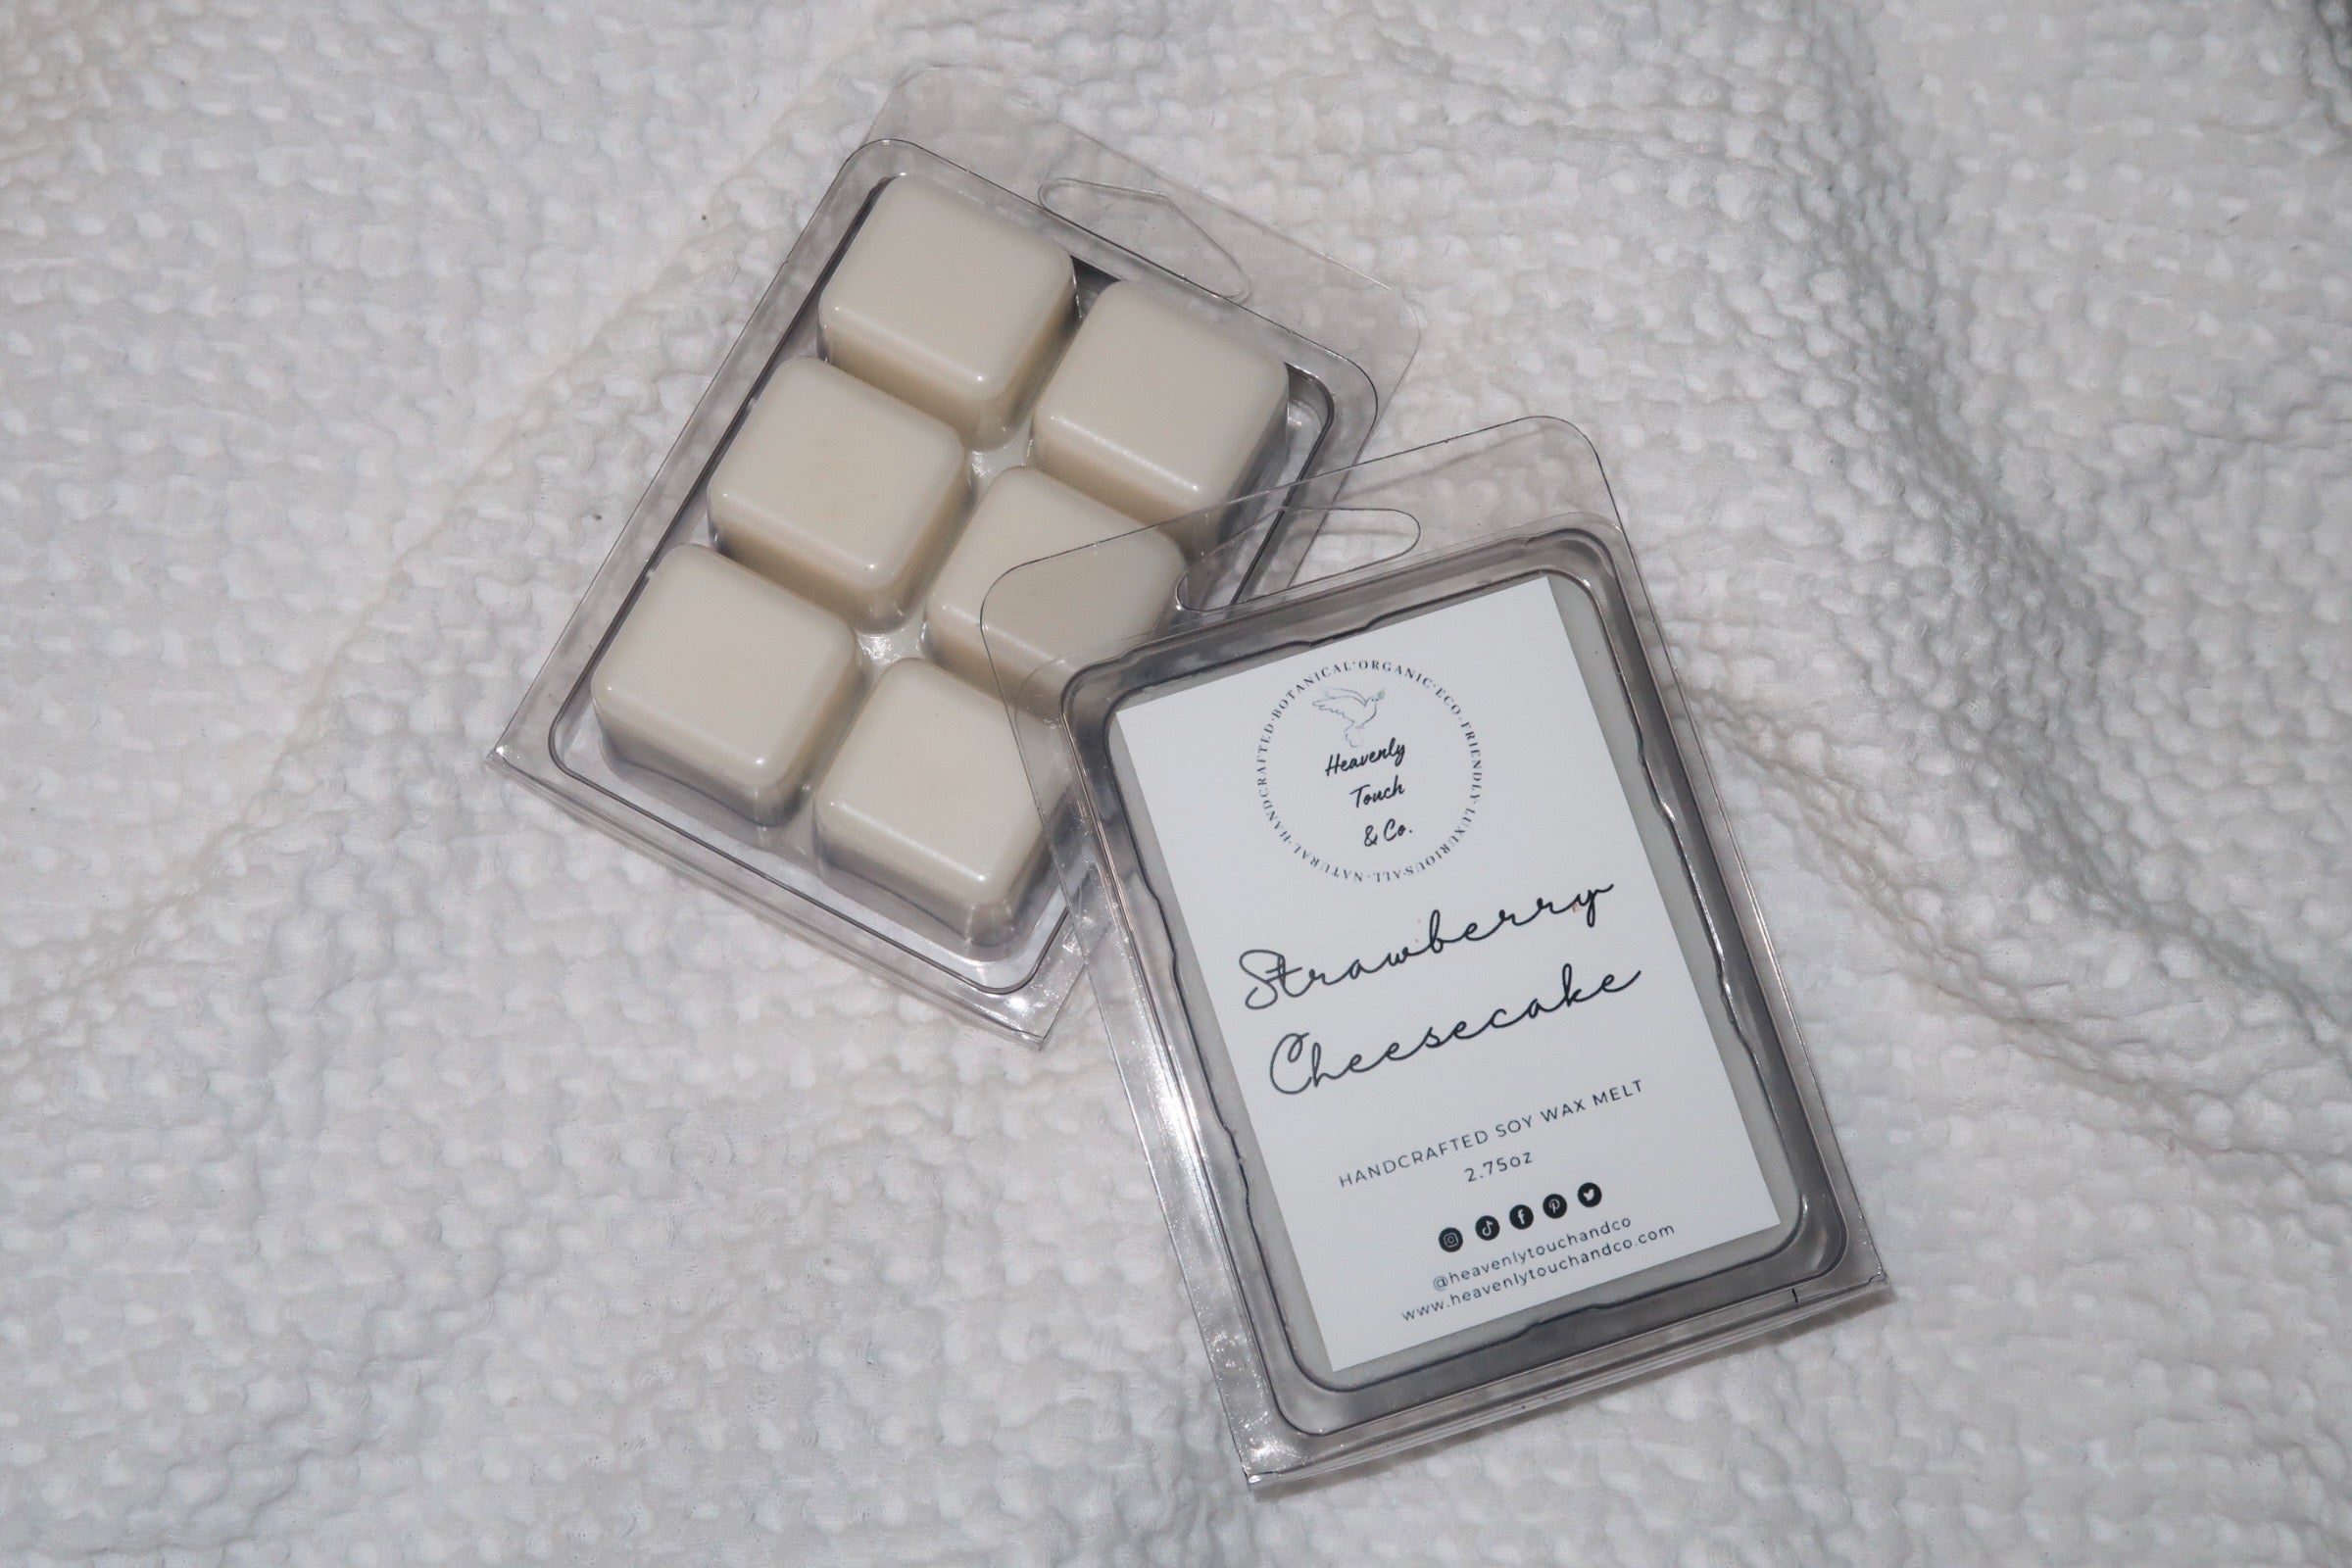 HANDCRAFTED·BOTANICAL·ORGANIC·ECO-FRIENDLY·LUXURIOUS·ALL-NATURAL·
Heavenly
Touch
& Co.
Strawberry
Cheesecake
HANDCRAFTED SOY WAX MELT
2.75oz
@heavenlytouchandco
www.heavenlytouchandco.com